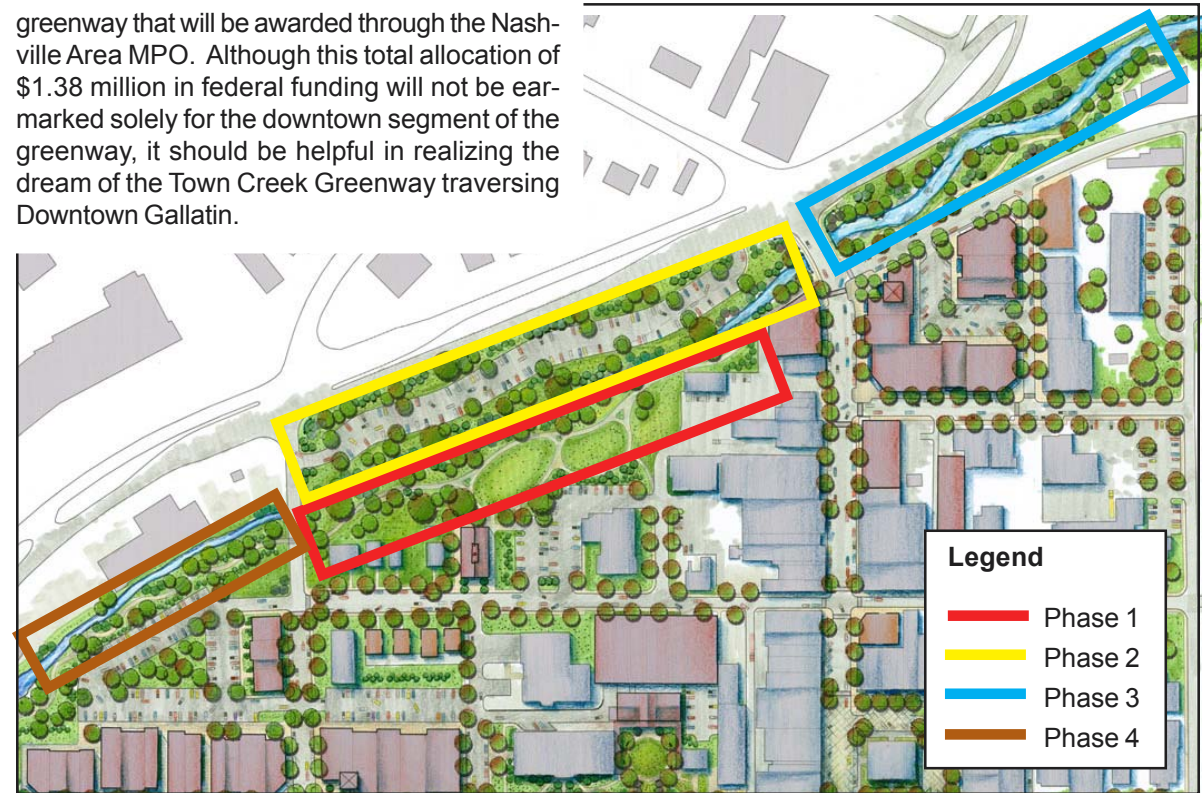 greenway that will be awarded through the Nash-
ville Area MPO.  Although this total allocation of
$1.38 million in federal funding will not be ear-
marked solely for the downtown segment of the
greenway, it should be helpful in realizing the
dream of the Town Creek Greenway traversing
Downtown Gallatin.
Legend
Phase 1
Phase 2
Phase 3
Phase 4